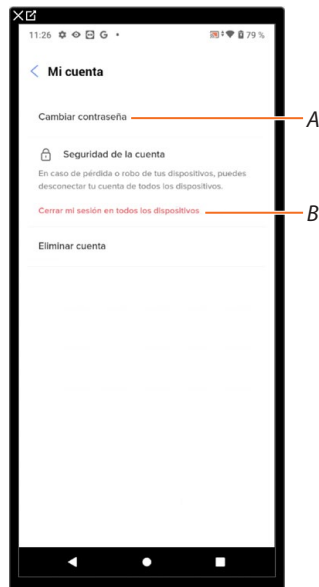 11:26 G • 79 %
Mi cuenta
Cambiar contraseña
A
Seguridad de la cuenta
En caso de pérdida o robo de tus dispositivos, puedes
desconectar tu cuenta de todos los dispositivos.
Cerrar mi sesión en todos los dispositivos
B
Eliminar cuenta